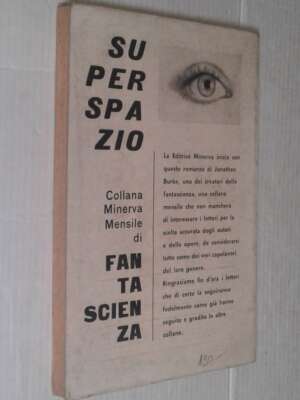 SU
PER
SPA
ZIO
Collana
Minerva
Mensile
di
FAN
TA
SCIEN
ZA
La Editrice Minerva inizia con
questo romanzo di Jonathan
Burke, uno dei creatori della
fantascienza, una collana
mensile che non mancherà
di interessare i lettori per la
scelta accurata degli autori
e delle opere, da considerarsi
tutte come dei veri capolavori
del loro genere.
Ringraziamo fin d'ora i lettori
che di certo la seguiranno
fedelmente come già hanno
seguito e gradito le altre
collane.